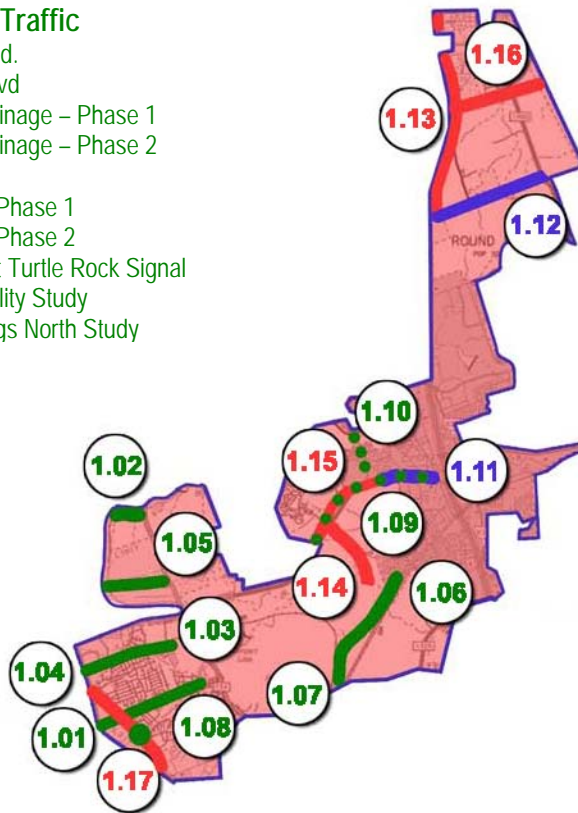 Traffic
d.
vd
inage – Phase 1
inage – Phase 2
Phase 1
Phase 2
t Turtle Rock Signal
lity Study
gs North Study
1.16
1.13
1.12
ROUND
1.10
1.02
1.15
1.11
1.05
1.09
1.14
1.06
1.03
1.04
1.07
1.08
1.01
1.17